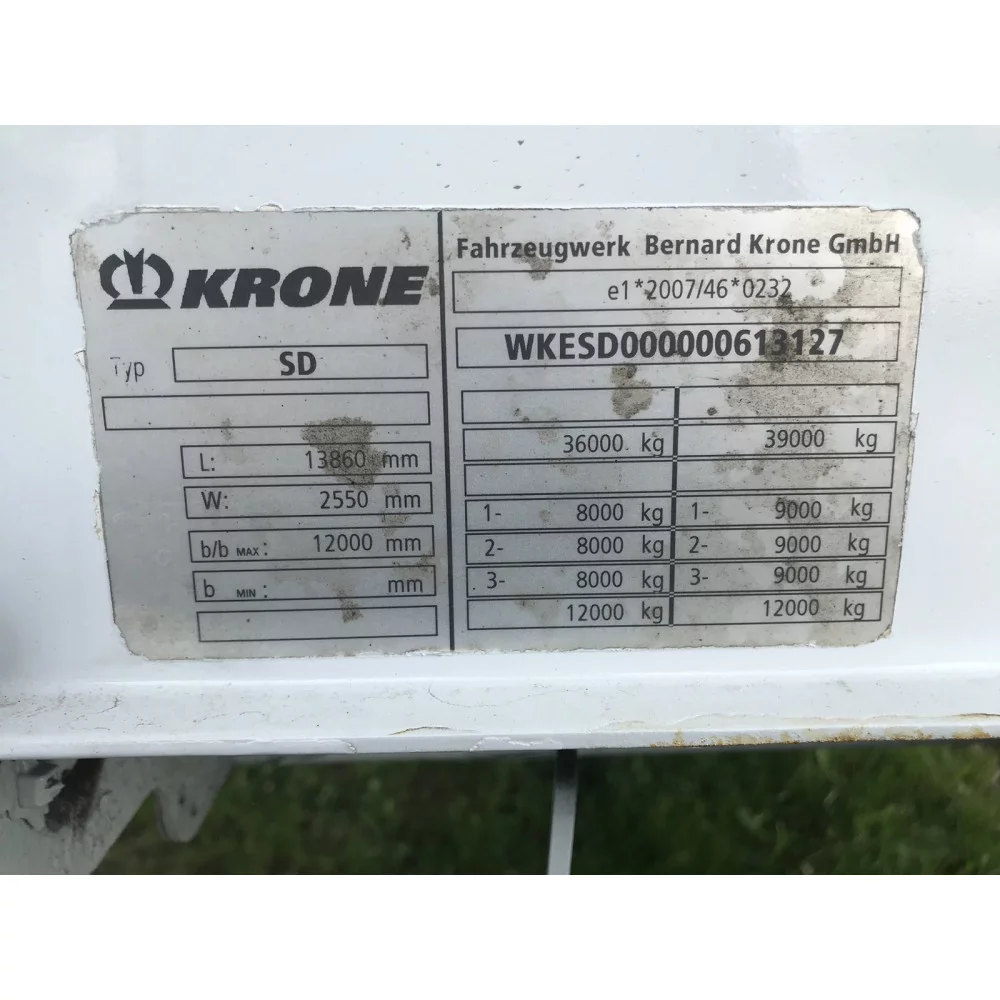 KRONE
Typ SD
L: 13860 mm
W: 2550 mm
b/b MAX: 12000 mm
b MIN: mm
Fahrzeugwerk Bernard Krone GmbH
e1*2007/46*0232
WKESD000000613127
36000 kg 39000 kg
1- 8000 kg 1- 9000 kg
2- 8000 kg 2- 9000 kg
3- 8000 kg 3- 9000 kg
12000 kg 12000 kg